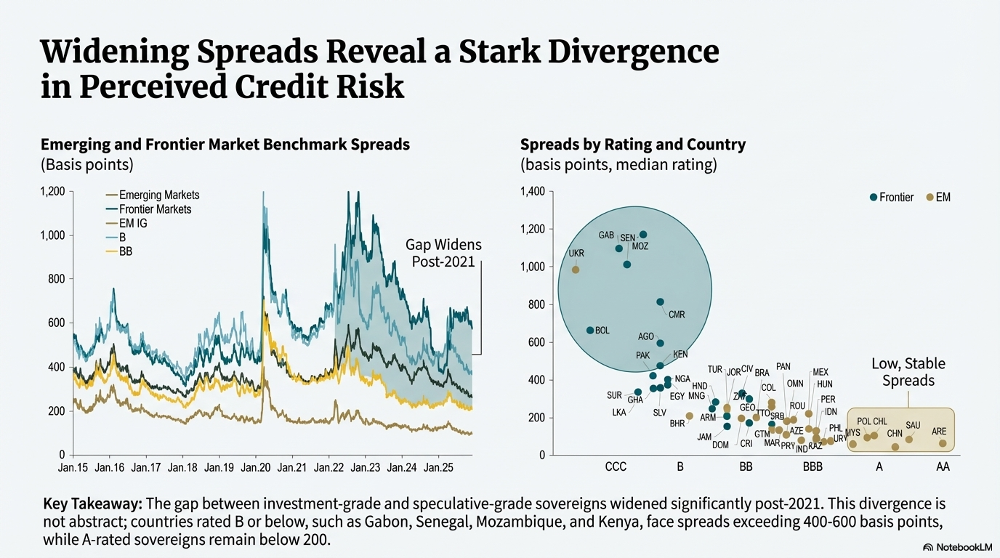 Widening Spreads Reveal a Stark Divergence
in Perceived Credit Risk
Emerging and Frontier Market Benchmark Spreads
(Basis points)
1,200
1,000
800
600
400
200
0
Emerging Markets
Frontier Markets
EM IG
B
BB
Gap Widens
Post-2021
Jan.15 Jan.16 Jan.17 Jan.18 Jan.19 Jan.20 Jan.21 Jan.22 Jan.23 Jan.24 Jan.25
Spreads by Rating and Country
(basis points, median rating)
1,400
1,200
1,000
800
600
400
200
0
Frontier EM
GAB SEN
MOZ
UKR
CMR
BOL
AGO
PAK KEN
NGA
SUR GHA EGY
LKA SLV
TUR JOR CIV BRA PAN MEX
HND OMN HUN
MNG COL PER
GEO ROU IDN
BHR ARM TTO SRB
JAM GTM AZE PHL
DOM CRI MAR PRY IND URY
Low, Stable
Spreads
MYS POL CHL CHN SAU ARE
CCC B BB BBB A AA
Key Takeaway: The gap between investment-grade and speculative-grade sovereigns widened significantly post-2021. This divergence is
not abstract; countries rated B or below, such as Gabon, Senegal, Mozambique, and Kenya, face spreads exceeding 400-600 basis points,
while A-rated sovereigns remain below 200.
NotebookLM